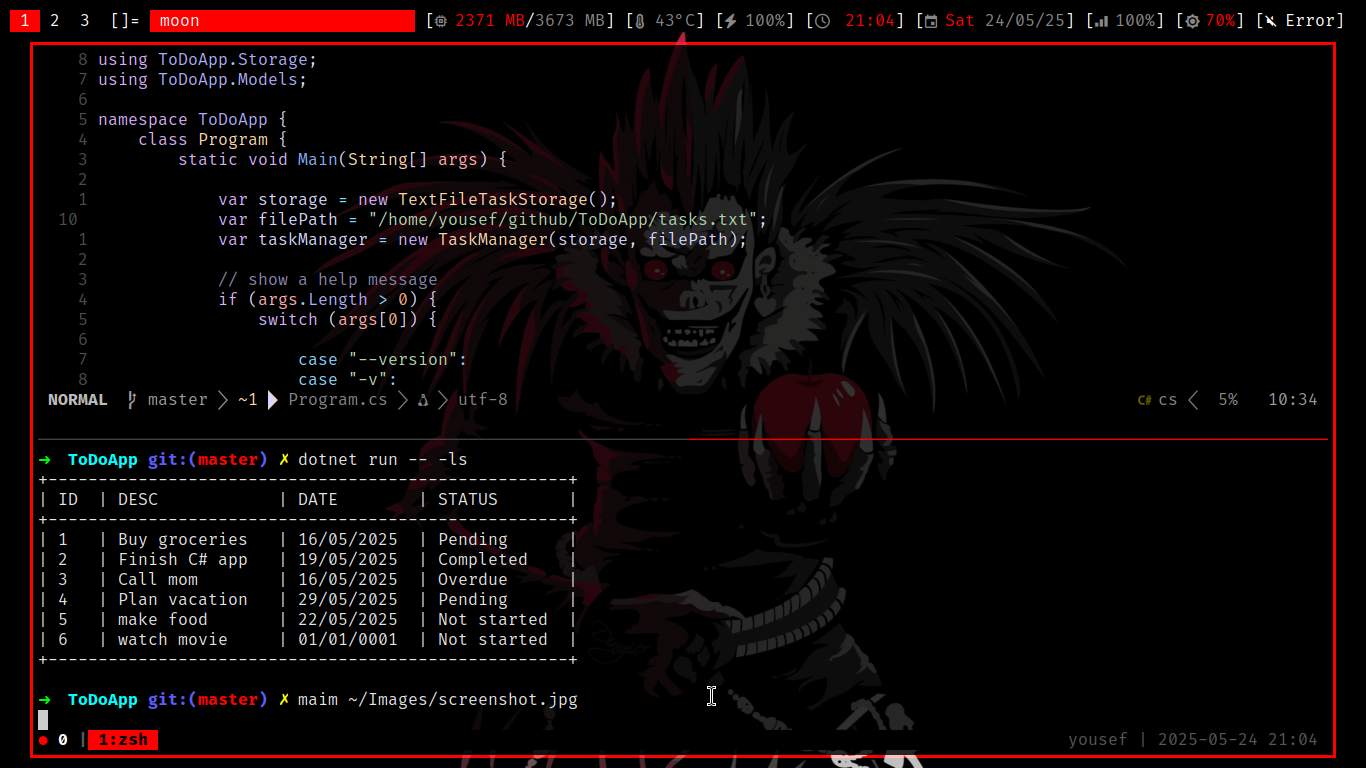 1 2 3 []= moon [2371 MB/3673 MB] [43°C] [100%] [21:04] [Sat 24/05/25] [100%] [70%] [Error]
8 using ToDoApp.Storage;
7 using ToDoApp.Models;
6
5 namespace ToDoApp {
4 class Program {
3 static void Main(String[] args) {
2
1 var storage = new TextFileTaskStorage();
10 var filePath = "/home/yousef/github/ToDoApp/tasks.txt";
1 var taskManager = new TaskManager(storage, filePath);
2
3 // show a help message
4 if (args.Length > 0) {
5 switch (args[0]) {
6
7 case "--version":
8 case "-v":
NORMAL master ~1 Program.cs utf-8 C# cs 5% 10:34
➜ ToDoApp git:(master) ✗ dotnet run -- -ls
+-----------------------------------------------------+
| ID | DESC | DATE | STATUS |
+-----------------------------------------------------+
| 1 | Buy groceries | 16/05/2025 | Pending |
| 2 | Finish C# app | 19/05/2025 | Completed |
| 3 | Call mom | 16/05/2025 | Overdue |
| 4 | Plan vacation | 29/05/2025 | Pending |
| 5 | make food | 22/05/2025 | Not started |
| 6 | watch movie | 01/01/0001 | Not started |
+-----------------------------------------------------+
➜ ToDoApp git:(master) ✗ maim ~/Images/screenshot.jpg
● 0 | 1:zsh yousef | 2025-05-24 21:04